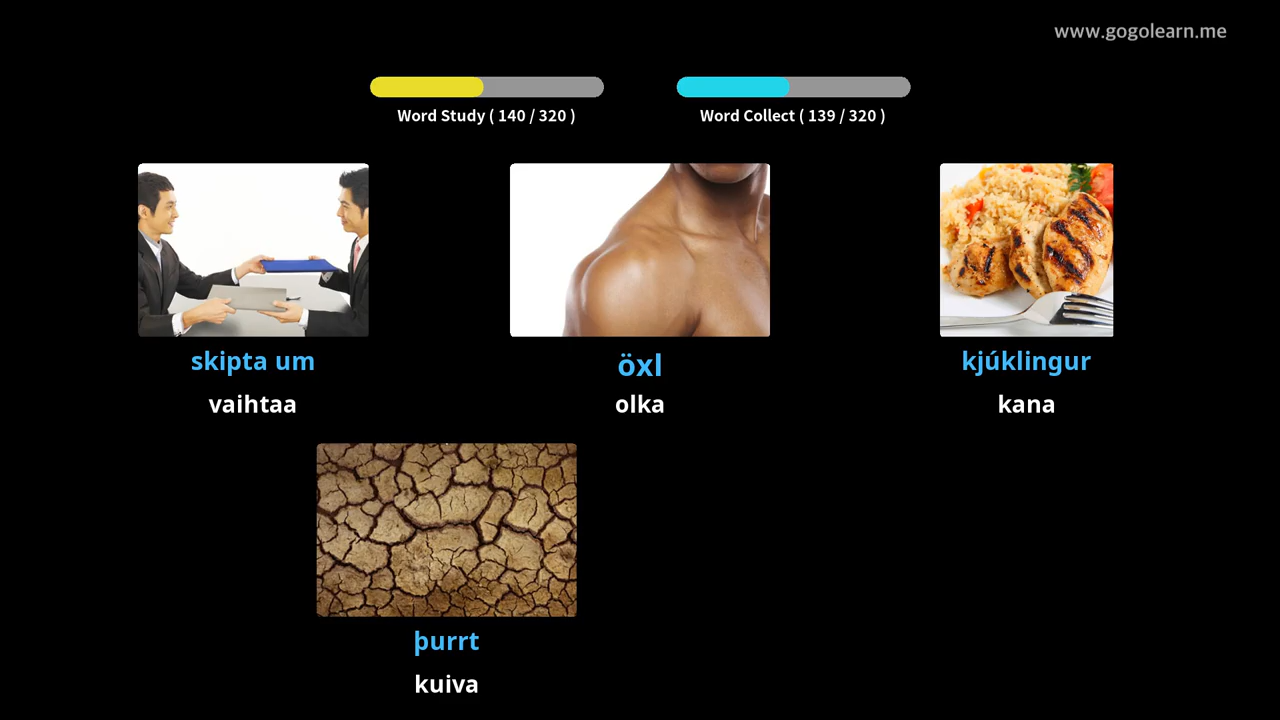 www.gogolearn.me
Word Study ( 140 / 320 )
Word Collect ( 139 / 320 )
skipta um
vaihtaa
öxl
olka
kjúklingur
kana
þurrt
kuiva